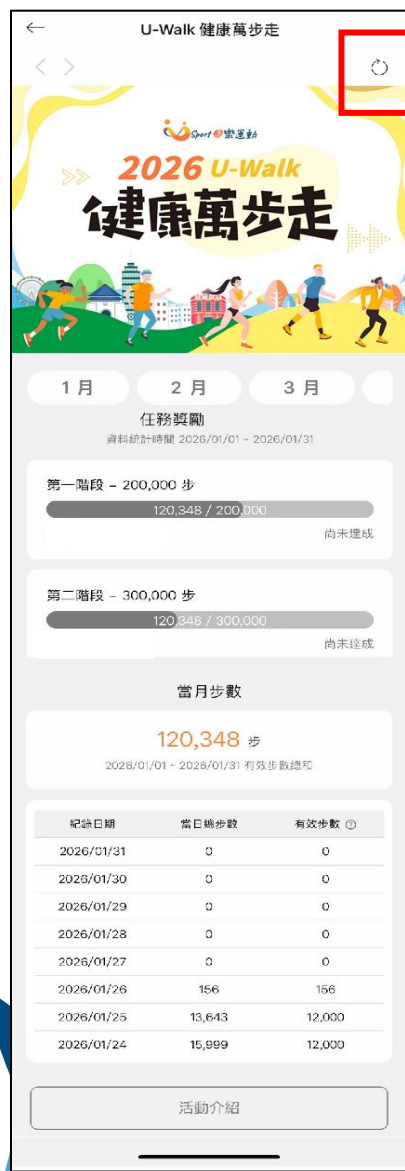 U-Walk 健康萬步走
Sport i 樂運動
2026 U-Walk
健康萬步走
1 月 2 月 3 月
任務獎勵
資料統計時間 2026/01/01 ~ 2026/01/31
第一階段 – 200,000 步
120,348 / 200,000
尚未達成
第二階段 – 300,000 步
120,348 / 300,000
尚未達成
當月步數
120,348 步
2026/01/01 ~ 2026/01/31 有效步數總和
紀錄日期 當日總步數 有效步數 ?
2026/01/31 0 0
2026/01/30 0 0
2026/01/29 0 0
2026/01/28 0 0
2026/01/27 0 0
2026/01/26 156 156
2026/01/25 13,643 12,000
2026/01/24 15,999 12,000
活動介紹